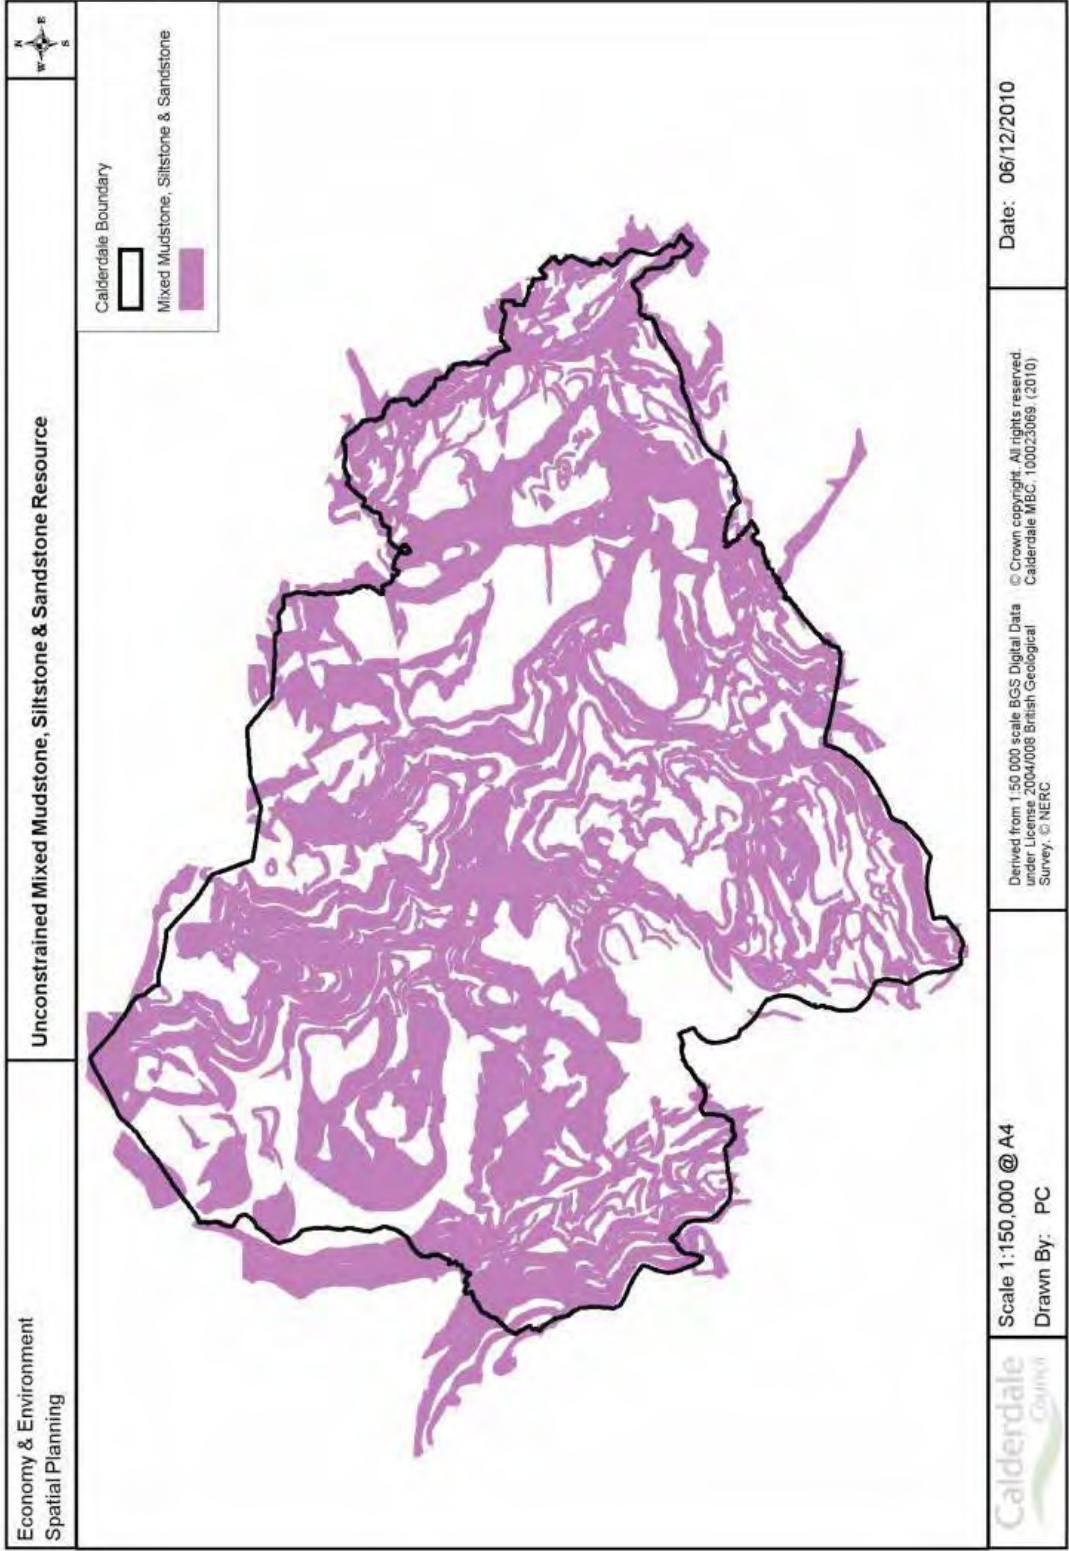 Economy & Environment
Spatial Planning
Unconstrained Mixed Mudstone, Siltstone & Sandstone Resource
N
W
E
S
Calderdale Boundary
Mixed Mudstone, Siltstone & Sandstone
Calderdale
Council
Scale 1:150,000 @ A4
Drawn By: PC
Derived from 1:50 000 scale BGS Digital Data
under License 2004/008 British Geological
Survey. © NERC
© Crown copyright. All rights reserved.
Calderdale MBC. 100023069. (2010)
Date: 06/12/2010